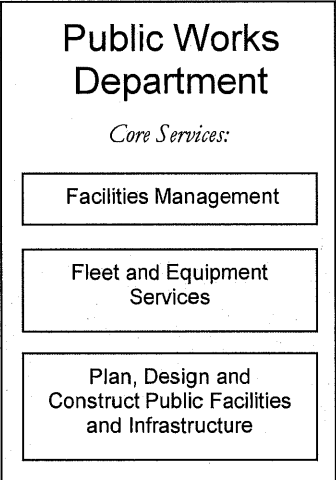 Public Works
Department
Core Services:
Facilities Management
Fleet and Equipment
Services
Plan, Design and
Construct Public Facilities
and Infrastructure